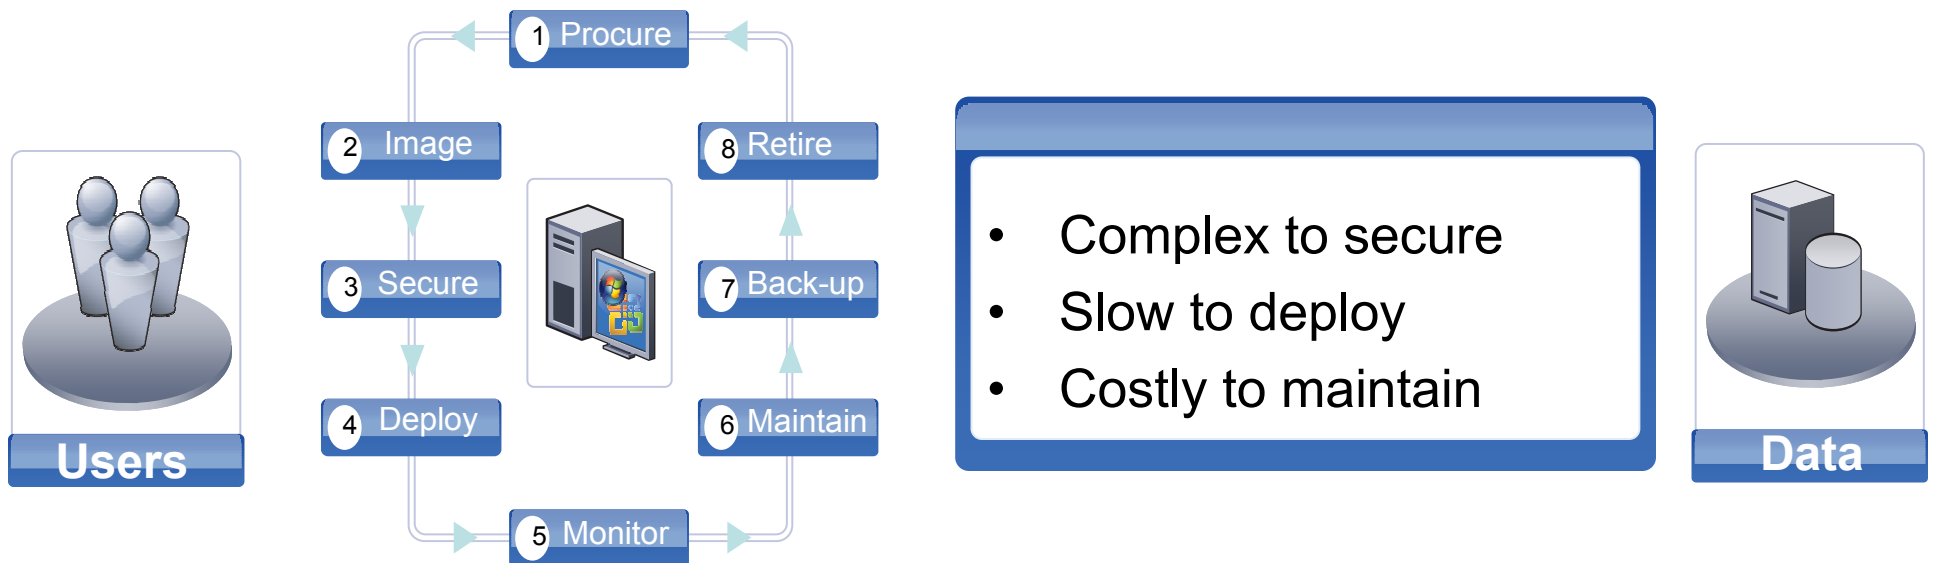 1 Procure
2 Image
8 Retire
3 Secure
7 Back-up
4 Deploy
6 Maintain
5 Monitor
Users
• Complex to secure
• Slow to deploy
• Costly to maintain
Data